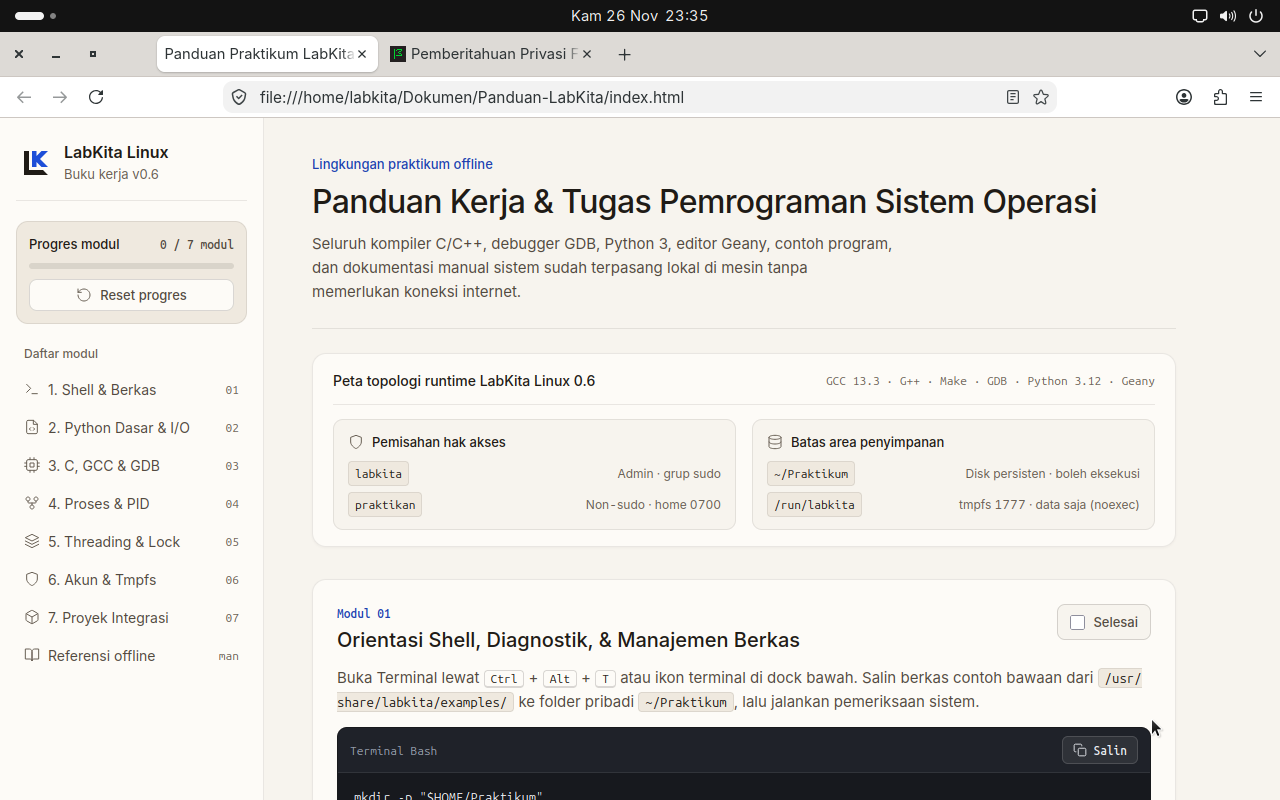 Kam 26 Nov 23:35
Panduan Praktikum LabKita
Pemberitahuan Privasi F
file:///home/labkita/Dokumen/Panduan-LabKita/index.html
LabKita Linux
Buku kerja v0.6
Progres modul 0 / 7 modul
Reset progres
Daftar modul
1. Shell & Berkas 01
2. Python Dasar & I/O 02
3. C, GCC & GDB 03
4. Proses & PID 04
5. Threading & Lock 05
6. Akun & Tmpfs 06
7. Proyek Integrasi 07
Referensi offline man
Lingkungan praktikum offline
Panduan Kerja & Tugas Pemrograman Sistem Operasi
Seluruh kompiler C/C++, debugger GDB, Python 3, editor Geany, contoh program,
dan dokumentasi manual sistem sudah terpasang lokal di mesin tanpa
memerlukan koneksi internet.
Peta topologi runtime LabKita Linux 0.6
GCC 13.3 · G++ · Make · GDB · Python 3.12 · Geany
Pemisahan hak akses
labkita Admin · grup sudo
praktikan Non-sudo · home 0700
Batas area penyimpanan
~/Praktikum Disk persisten · boleh eksekusi
/run/labkita tmpfs 1777 · data saja (noexec)
Modul 01
Orientasi Shell, Diagnostik, & Manajemen Berkas
Selesai
Buka Terminal lewat Ctrl + Alt + T atau ikon terminal di dock bawah. Salin berkas contoh bawaan dari /usr/
share/labkita/examples/ ke folder pribadi ~/Praktikum, lalu jalankan pemeriksaan sistem.
Terminal Bash
Salin
mkdir -p "$HOME/Praktikum"